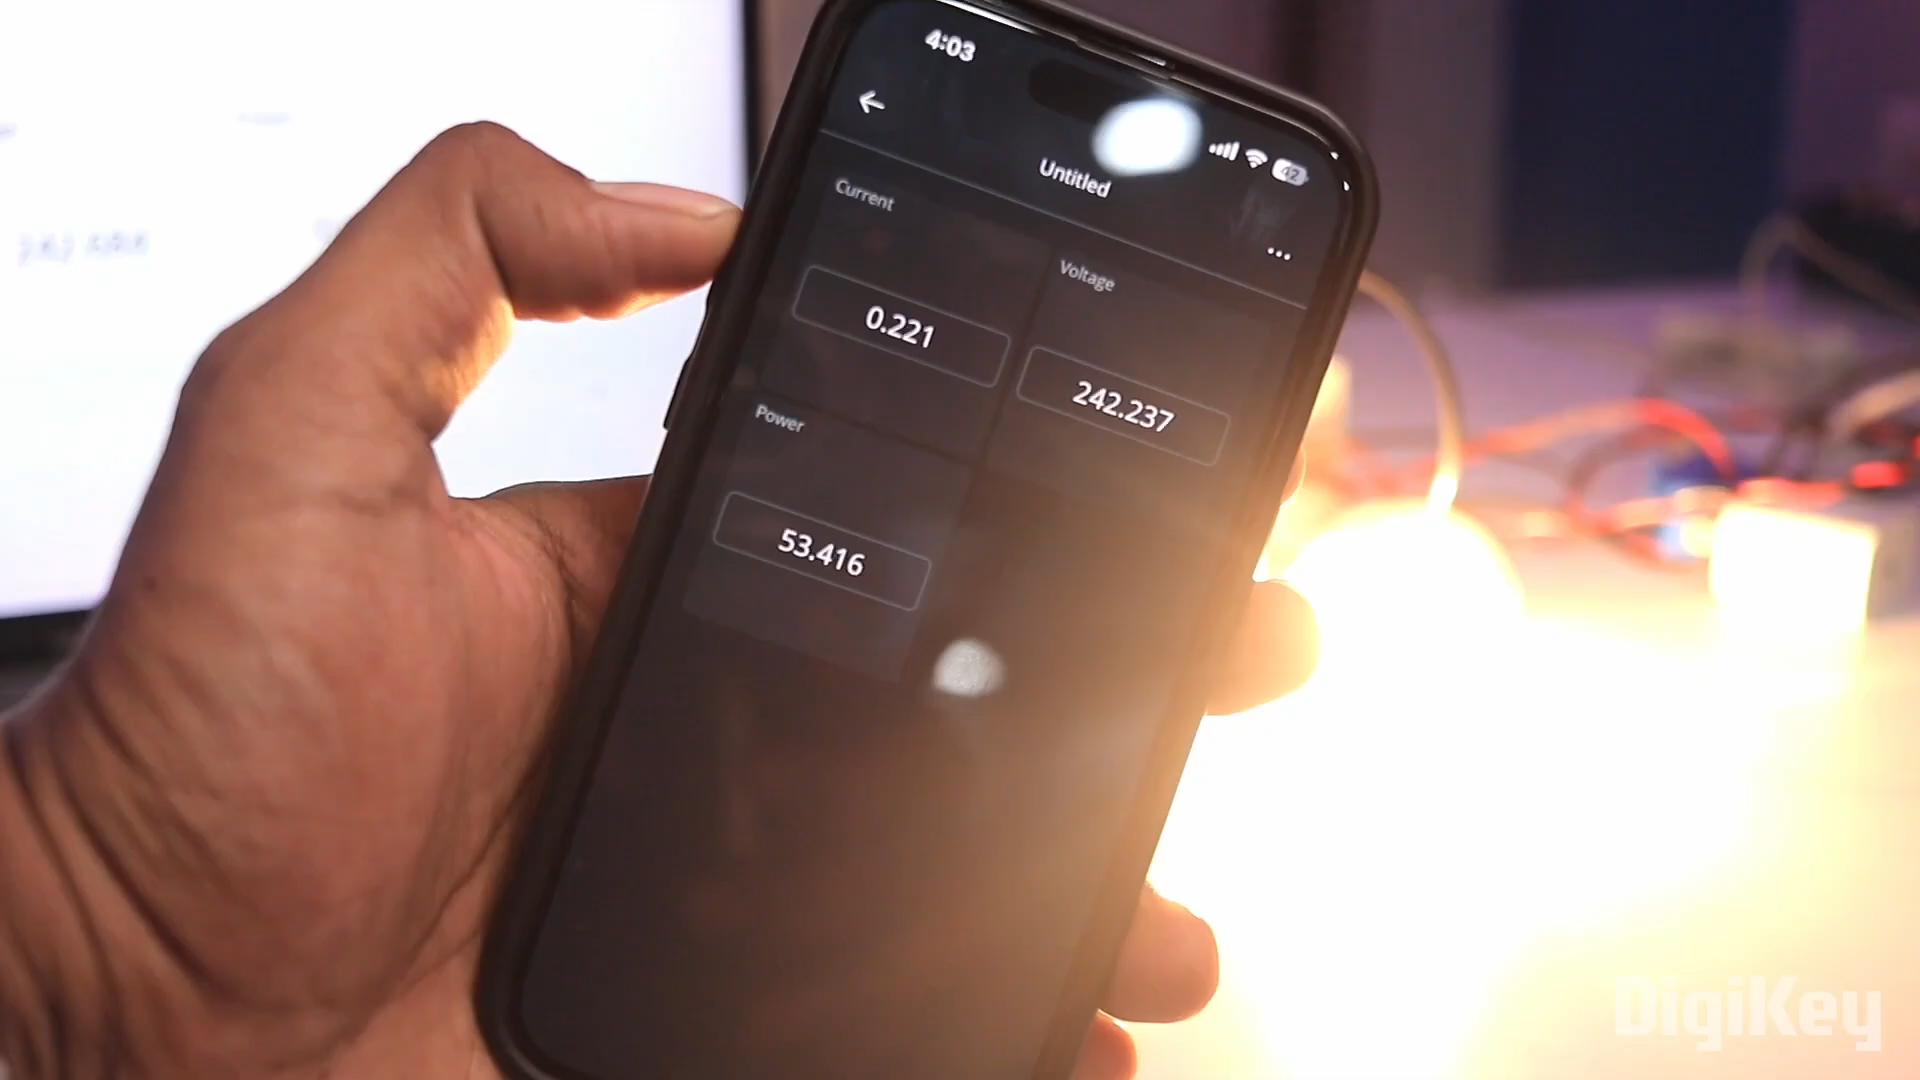 4:03
42
Untitled
...
Current
0.221
Voltage
242.237
Power
53.416
DigiKey